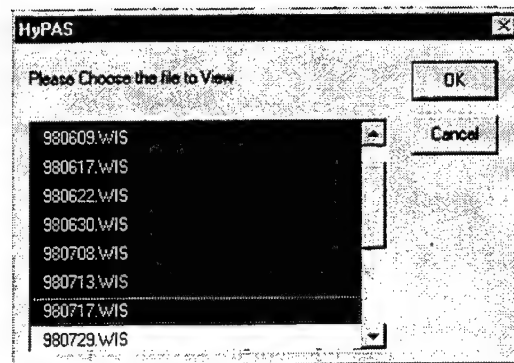 HyPAS
Please Choose the file to View
OK
Cancel
980609.WIS
980617.WIS
980622.WIS
980630.WIS
980708.WIS
980713.WIS
980717.WIS
980729.WIS